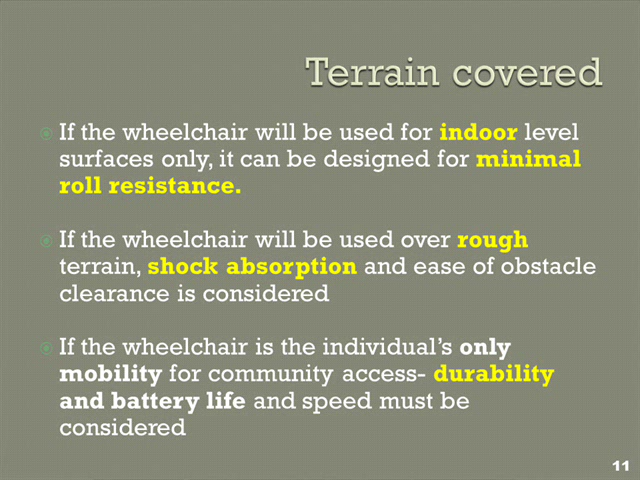 Terrain covered
If the wheelchair will be used for indoor level
surfaces only, it can be designed for minimal
roll resistance.
If the wheelchair will be used over rough
terrain, shock absorption and ease of obstacle
clearance is considered
If the wheelchair is the individual’s only
mobility for community access- durability
and battery life and speed must be
considered
11